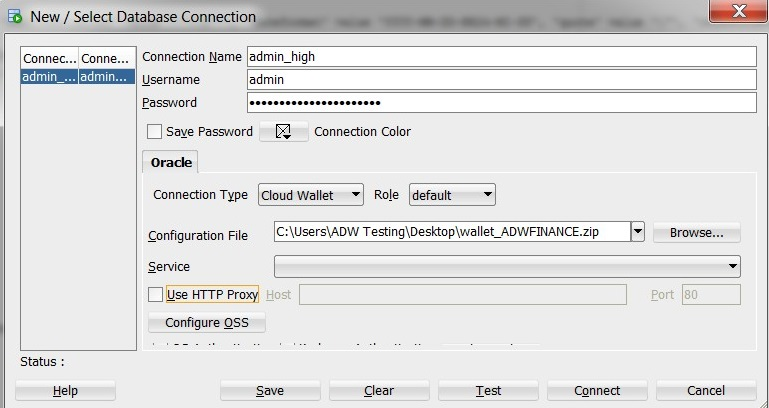 New / Select Database Connection
Connec... Conne...
admin_... admin...
Connection Name admin_high
Username admin
Password ••••••••••••••••••••••
Save Password Connection Color
Oracle
Connection Type Cloud Wallet Role default
Configuration File C:\Users\ADW Testing\Desktop\wallet_ADWFINANCE.zip Browse...
Service
Use HTTP Proxy Host Port 80
Configure OSS
Status :
Help Save Clear Test Connect Cancel